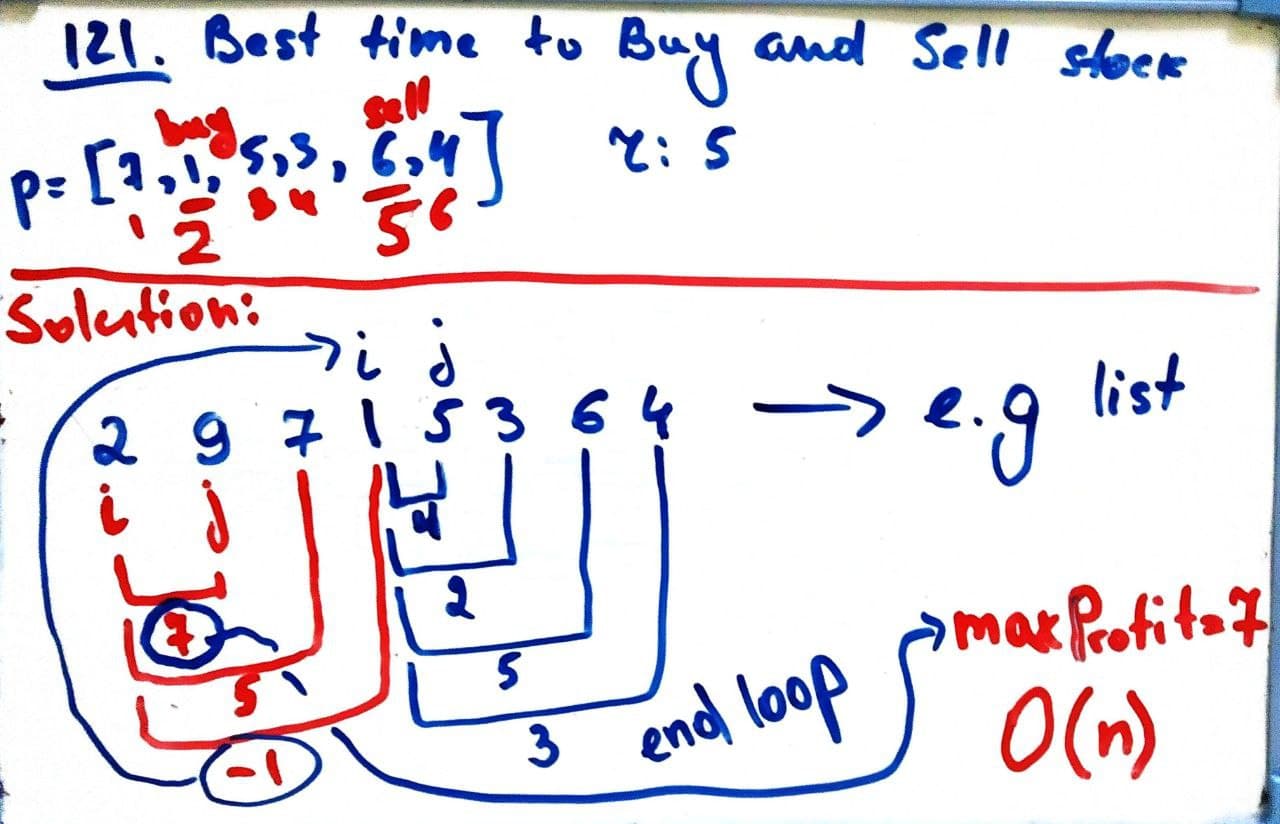 121. Best time to Buy and Sell stock
buy sell
p= [7,1,5,3,6,4] r: 5
1 2 3 4 5 6
Solution:
i j
2 9 7 1 5 3 6 4 → e.g list
i j
4
2
7
maxProfit=7
5
5
end loop
3
O(n)
-1